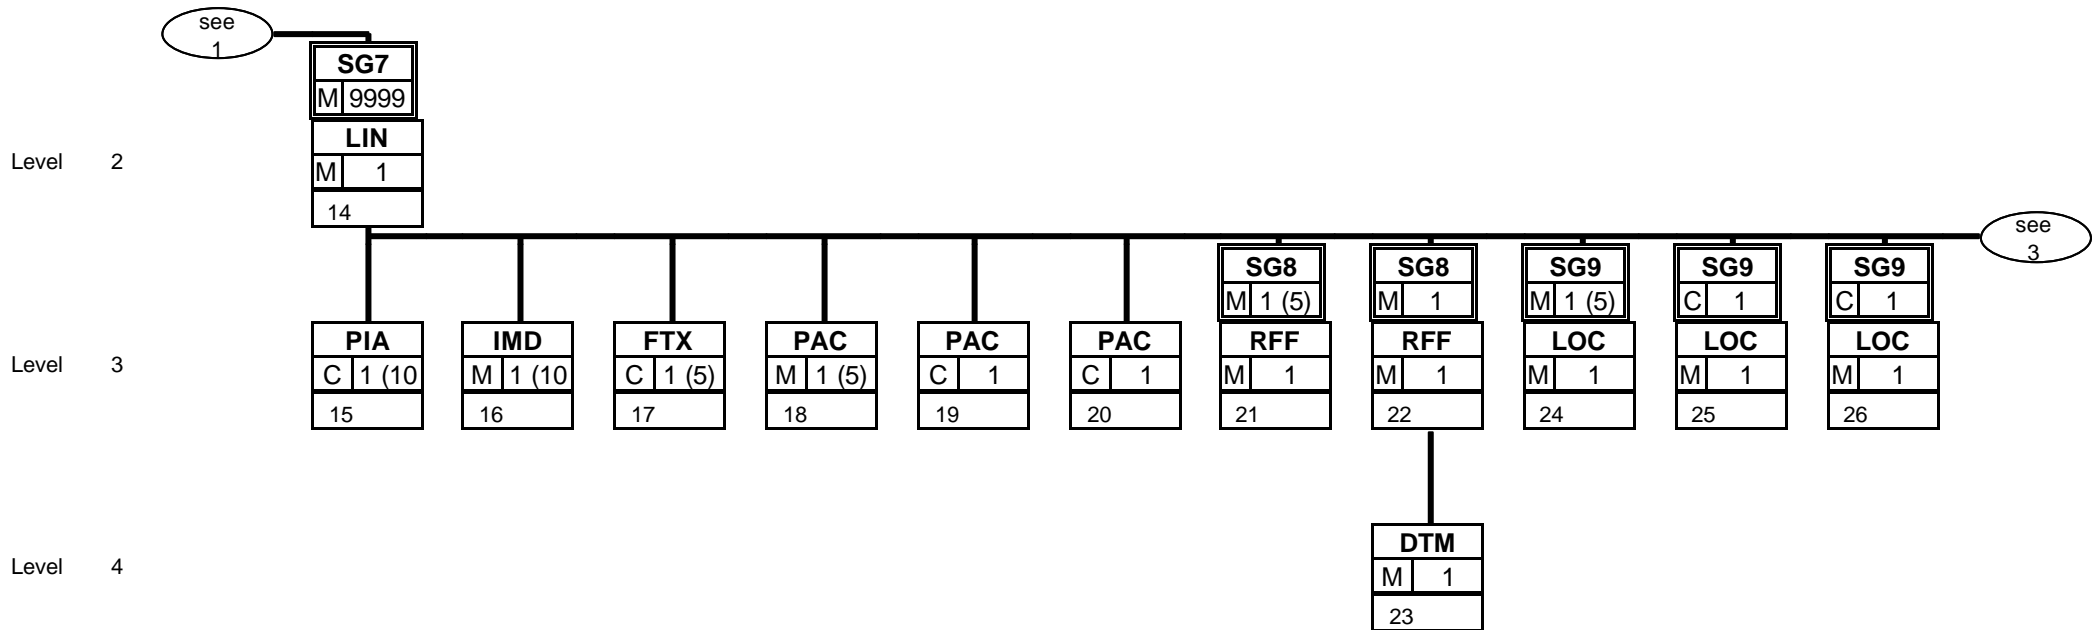 see
1
SG7
M 9999
LIN
Level 2
M 1
14
see
3
SG8 SG8 SG9 SG9 SG9
M 1 (5) M 1 M 1 (5) C 1 C 1
PIA IMD FTX PAC PAC PAC RFF RFF LOC LOC LOC
Level 3
C 1 (10 M 1 (10 C 1 (5) M 1 (5) C 1 C 1 M 1 M 1 M 1 M 1 M 1
15 16 17 18 19 20 21 22 24 25 26
DTM
Level 4
M 1
23